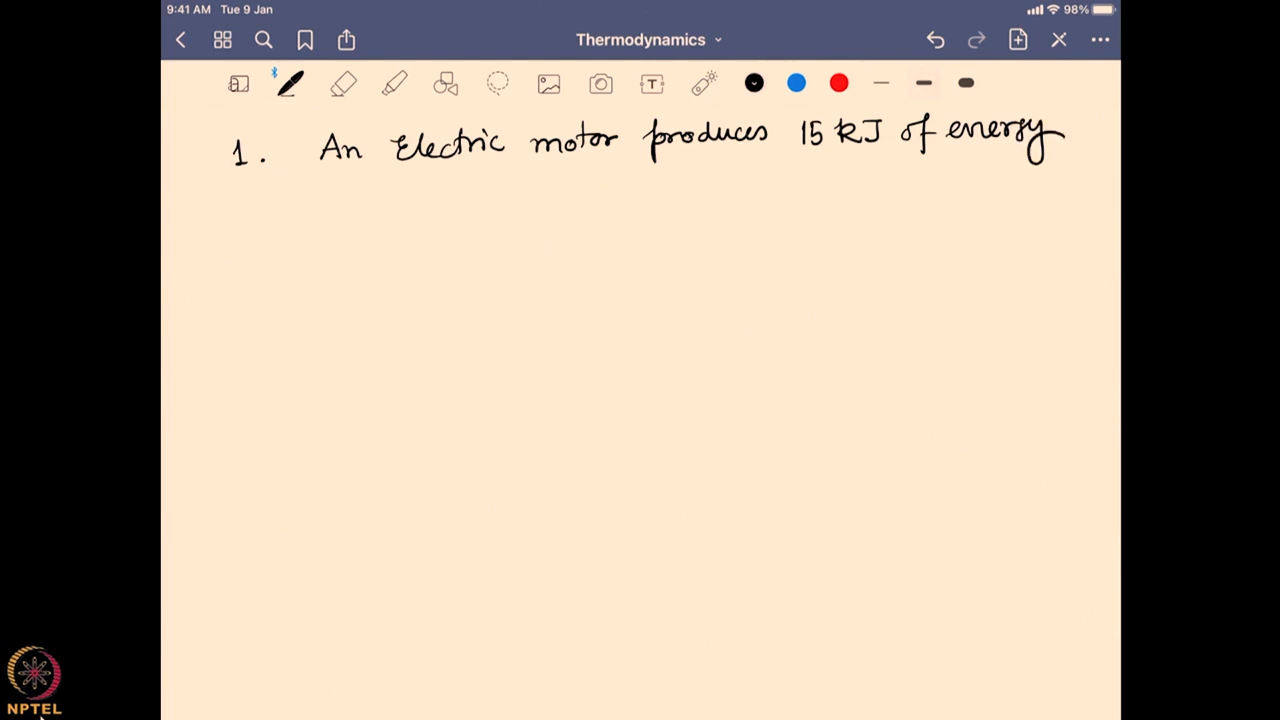 9:41 AM Tue 9 Jan 98%
Thermodynamics
T
1. An Electric motor produces 15 kJ of energy
NPTEL